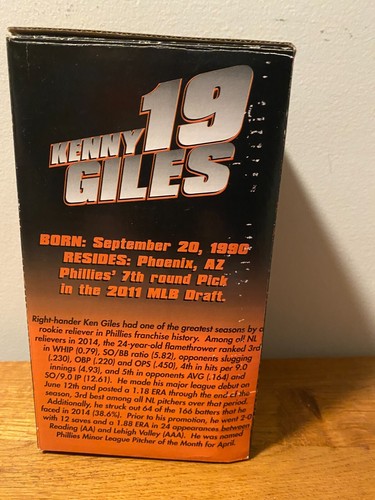 19
KENNY
GILES
BORN: September 20, 1990
RESIDES: Phoenix, AZ
Phillies' 7th round Pick
in the 2011 MLB Draft.
Right-hander Ken Giles had one of the greatest seasons by a
rookie reliever in Phillies franchise history. Among all NL
relievers in 2014, the 24-year-old flamethrower ranked 3rd
in WHIP (0.79), SO/BB ratio (5.82), opponents slugging
(.230), OBP (.220) and OPS (.450), 4th in hits per 9.0
innings (4.93), and 5th in opponents AVG (.164) and
SO/9.0 IP (12.61). He made his major league debut on
June 12th and posted a 1.18 ERA through the end of the
season, 3rd best among all NL pitchers over that period.
Additionally, he struck out 64 of the 166 batters that he
faced in 2014 (38.6%). Prior to his promotion, he went 2-0
with 12 saves and a 1.88 ERA in 24 appearances between
Reading (AA) and Lehigh Valley (AAA). He was named
Phillies Minor League Pitcher of the Month for April.